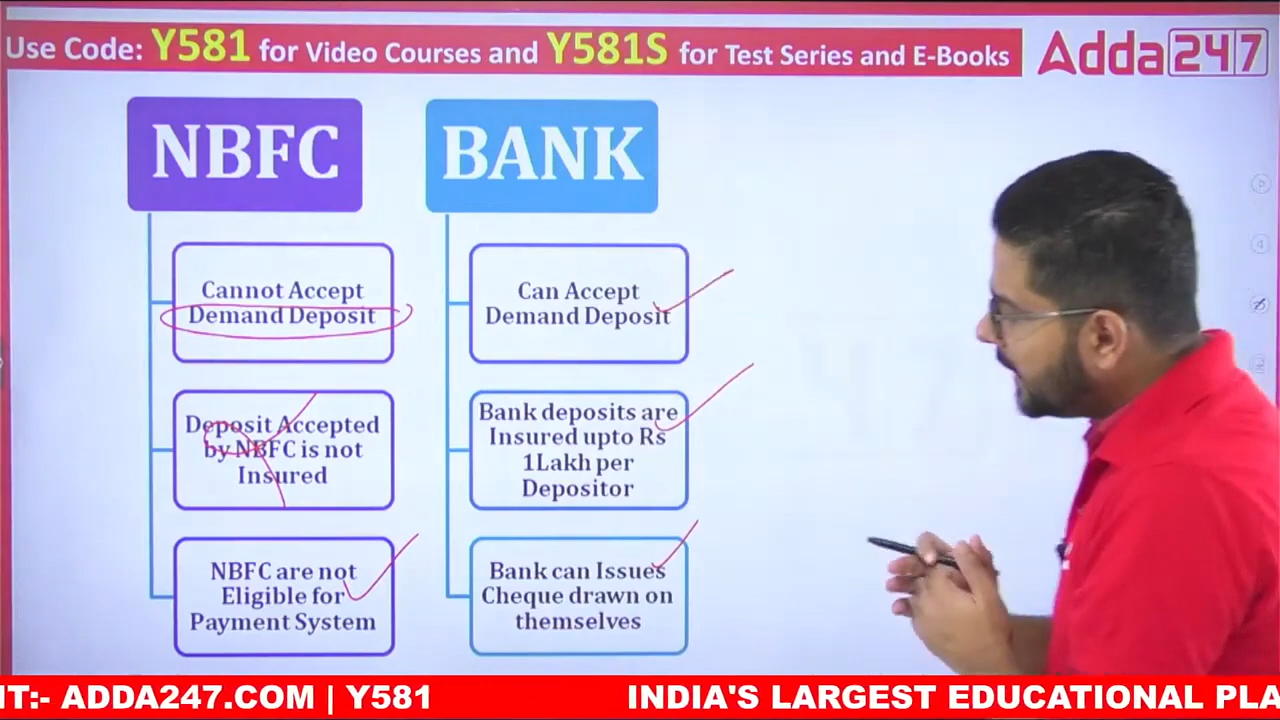 Use Code: Y581 for Video Courses and Y581S for Test Series and E-Books
Adda247
NBFC
BANK
Cannot Accept
Demand Deposit
Can Accept
Demand Deposit
Deposit Accepted
by NBFC is not
Insured
Bank deposits are
Insured upto Rs
1Lakh per
Depositor
NBFC are not
Eligible for
Payment System
Bank can Issues
Cheque drawn on
themselves
IT:- ADDA247.COM | Y581
INDIA'S LARGEST EDUCATIONAL PLA